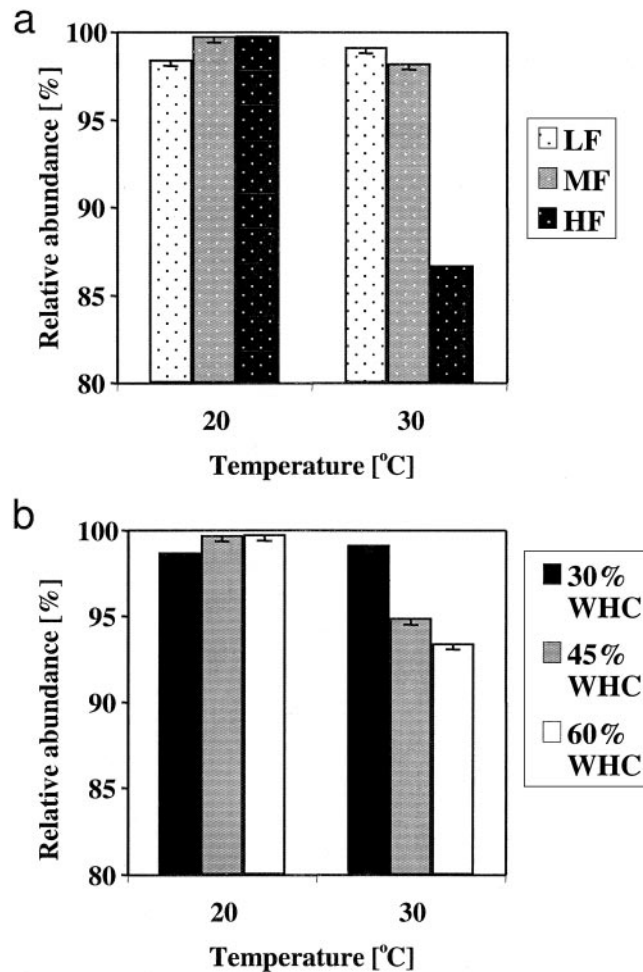 a
100
95
90
85
80
Relative abundance [%]
20
30
Temperature [°C]
LF
MF
HF
b
100
95
90
85
80
Relative abundance [%]
20
30
Temperature [°C]
30%
WHC
45%
WHC
60%
WHC